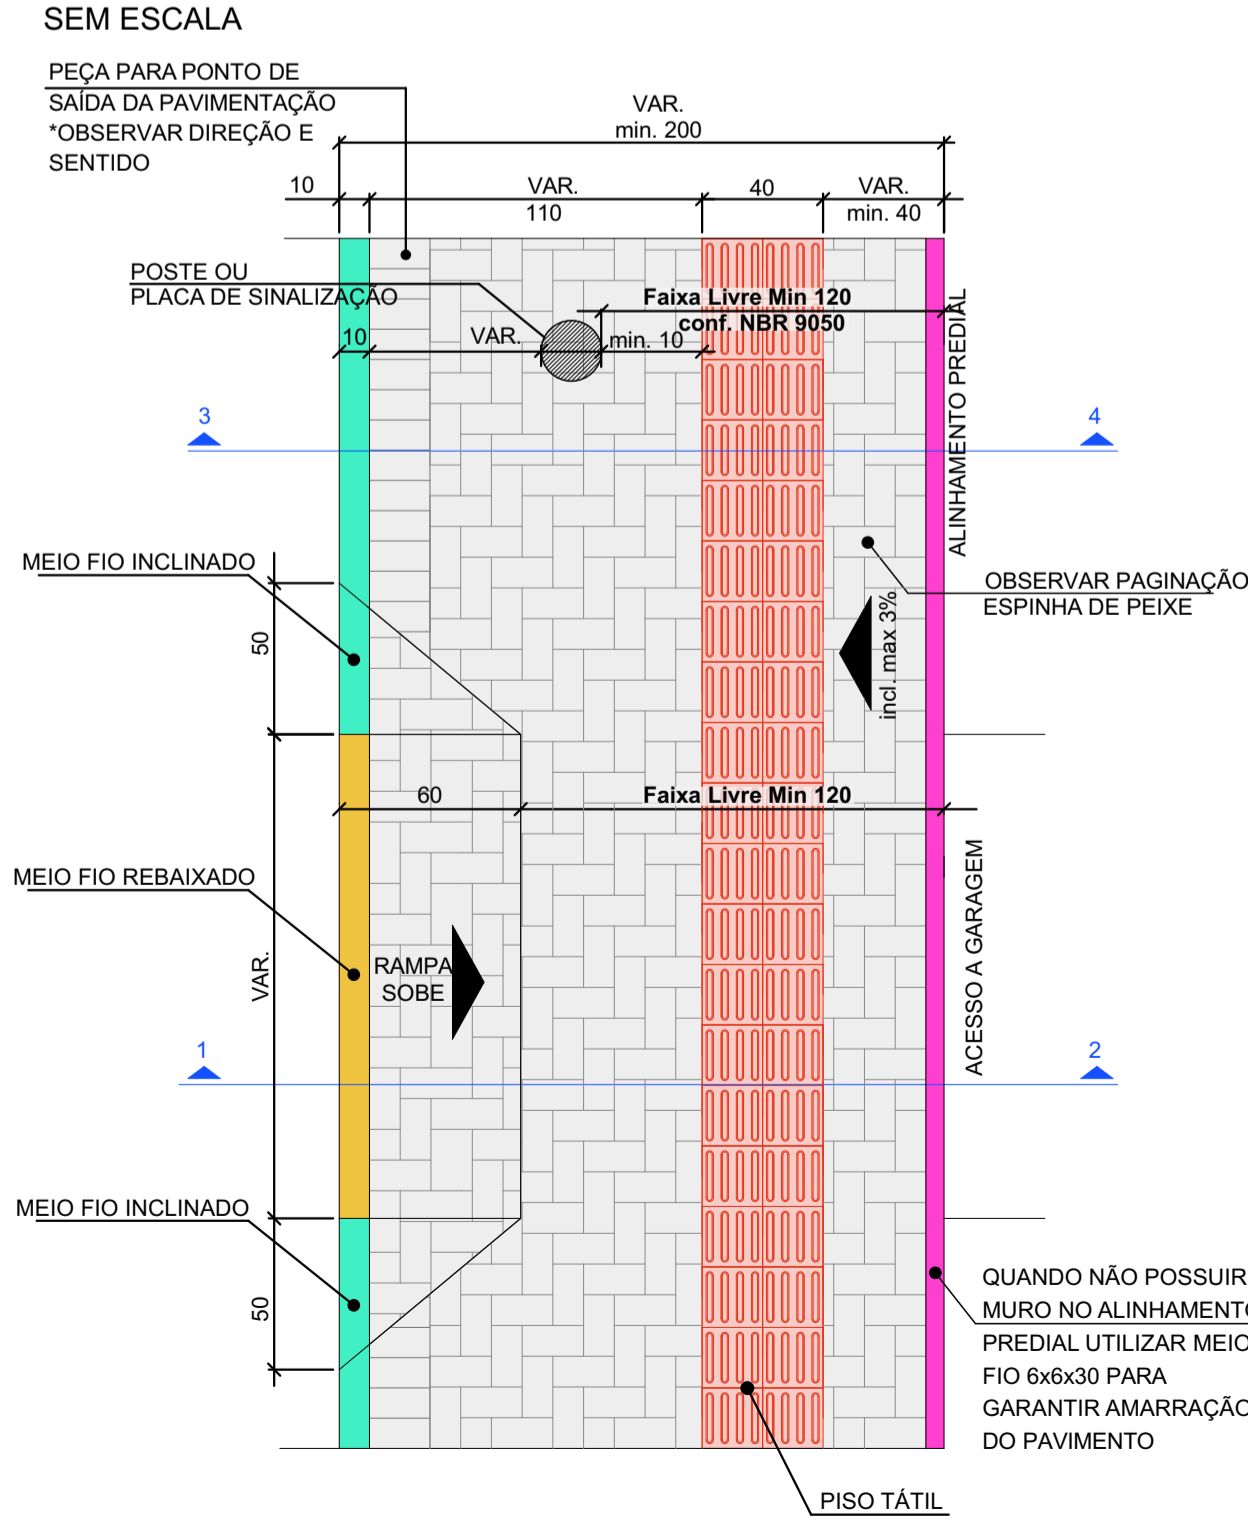 SEM ESCALA
PEÇA PARA PONTO DE
SAÍDA DA PAVIMENTAÇÃO
*OBSERVAR DIREÇÃO E
SENTIDO
VAR.
min. 200
10
VAR.
110
40
VAR.
min. 40
POSTE OU
PLACA DE SINALIZAÇÃO
Faixa Livre Min 120
conf. NBR 9050
10
VAR.
min. 10
ALINHAMENTO PREDIAL
3
4
MEIO FIO INCLINADO
50
OBSERVAR PAGINAÇÃO
ESPINHA DE PEIXE
incl. max 3%
60
Faixa Livre Min 120
MEIO FIO REBAIXADO
VAR.
RAMPA
SOBE
ACESSO A GARAGEM
1
2
MEIO FIO INCLINADO
50
QUANDO NÃO POSSUIR
MURO NO ALINHAMENTO
PREDIAL UTILIZAR MEIO
FIO 6x6x30 PARA
GARANTIR AMARRAÇÃO
DO PAVIMENTO
PISO TÁTIL